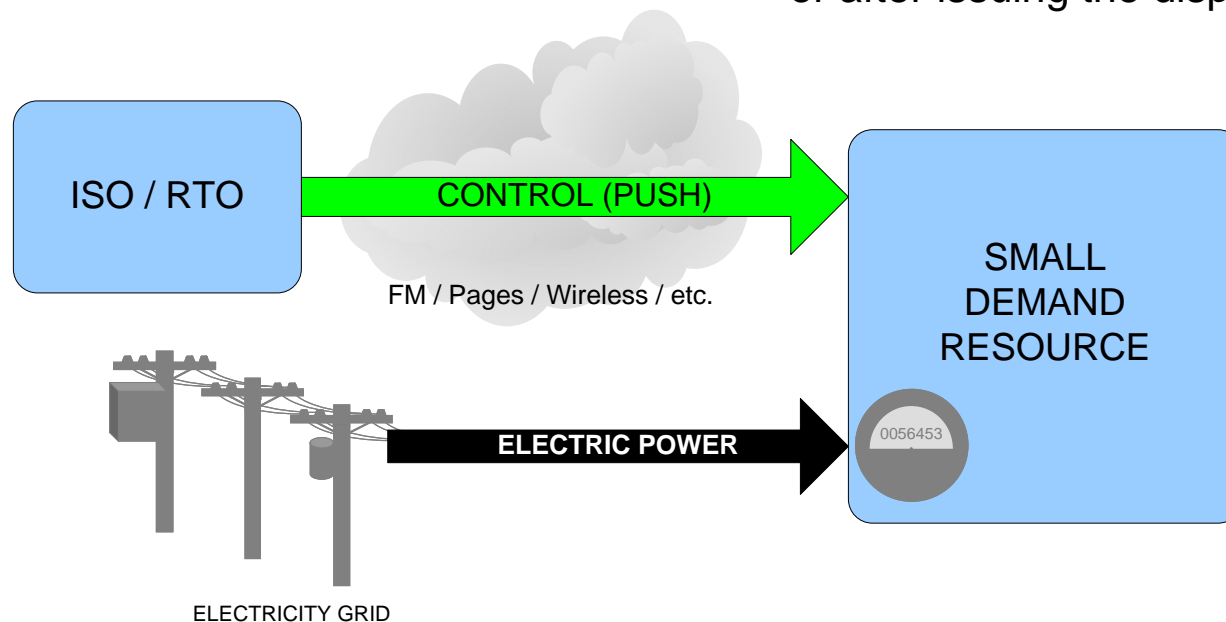 ISO / RTO
CONTROL (PUSH)
FM / Pages / Wireless / etc.
SMALL
DEMAND
RESOURCE
0056453
ELECTRIC POWER
ELECTRICITY GRID